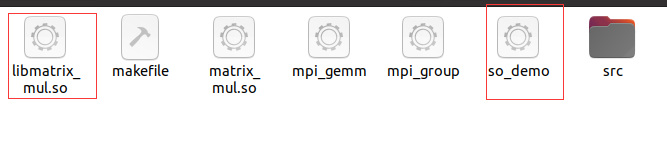 libmatrix_
mul.so
makefile
matrix_
mul.so
mpi_gemm
mpi_group
so_demo
src